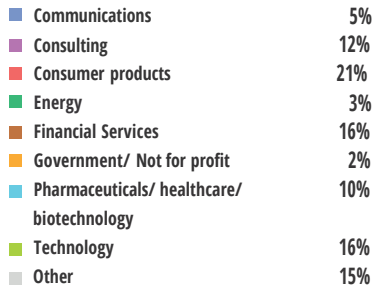 Communications 5%
Consulting 12%
Consumer products 21%
Energy 3%
Financial Services 16%
Government/ Not for profit 2%
Pharmaceuticals/ healthcare/ 10%
biotechnology
Technology 16%
Other 15%